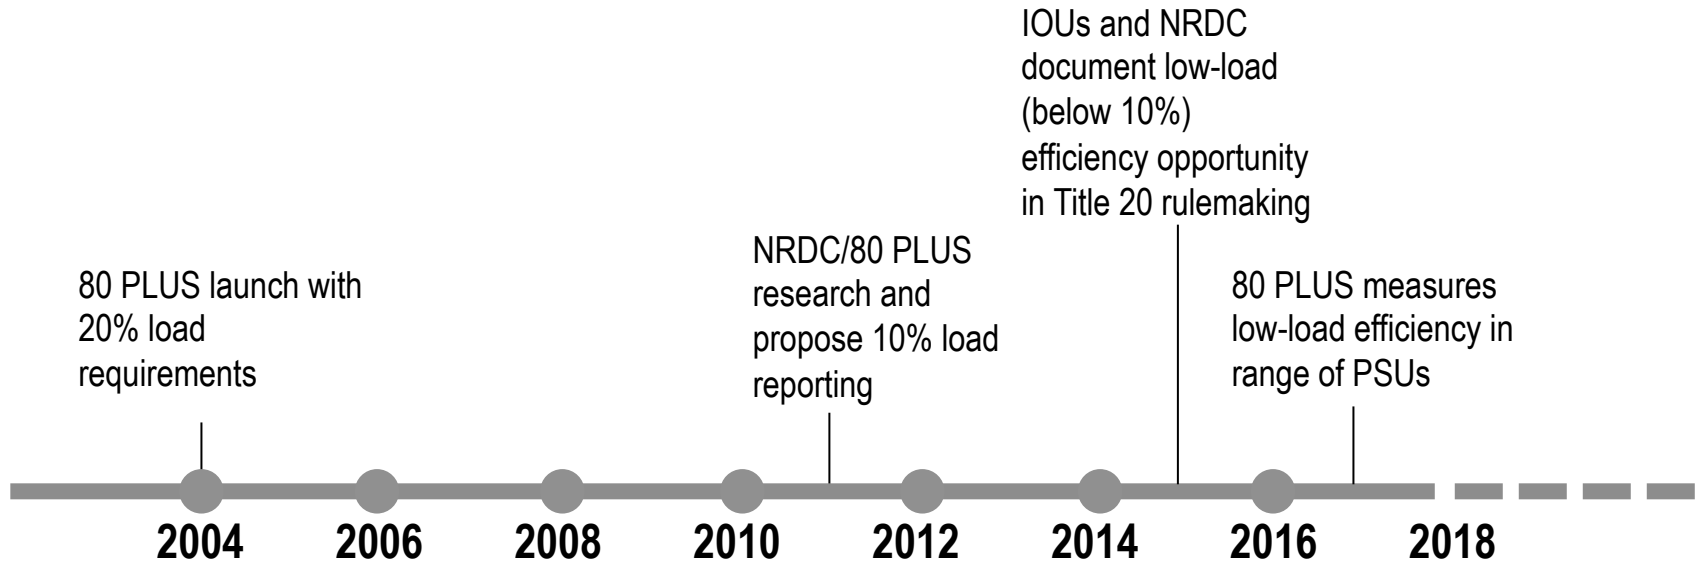 IOUs and NRDC
document low-load
(below 10%)
efficiency opportunity
in Title 20 rulemaking
NRDC/80 PLUS
research and
propose 10% load
reporting
80 PLUS launch with
20% load
requirements
80 PLUS measures
low-load efficiency in
range of PSUs
2004 2006 2008 2010 2012 2014 2016 2018